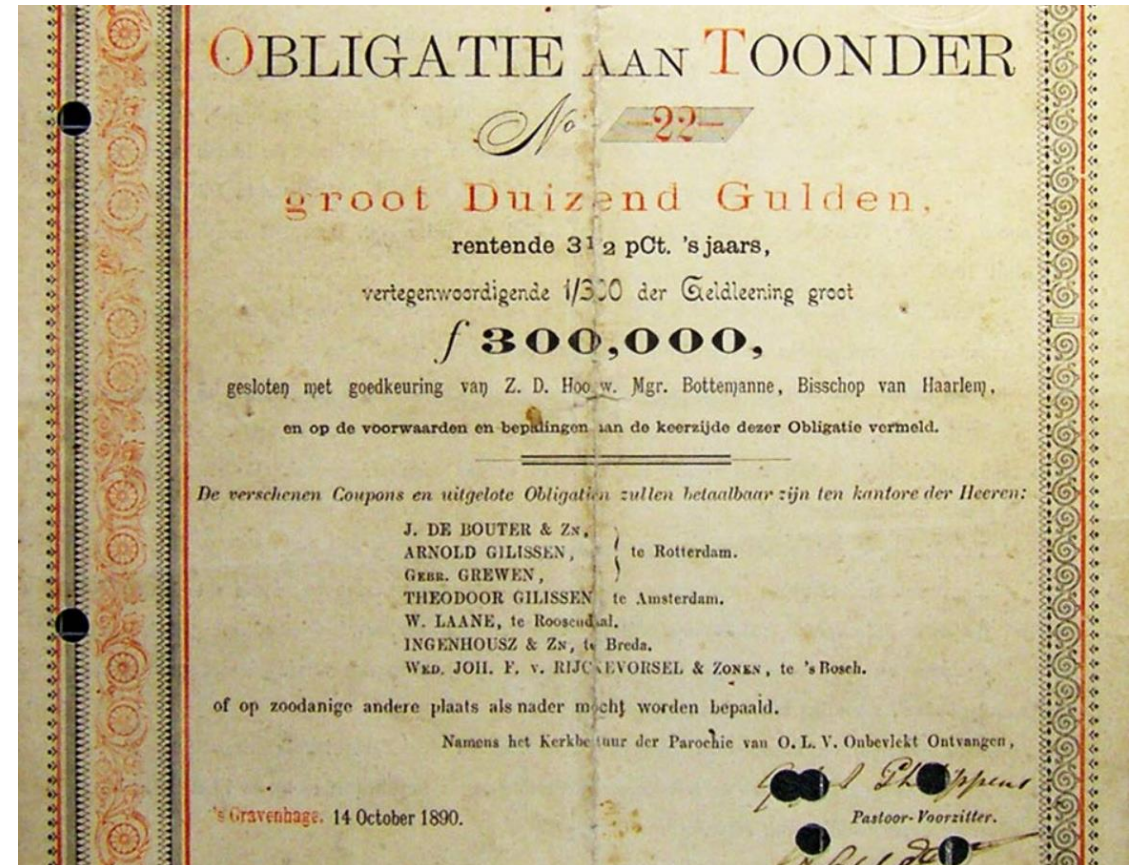 OBLIGATIE AAN TOONDER
No -22-
groot Duizend Gulden,
rentende 3 1/2 pCt. 's jaars,
vertegenwoordigende 1/300 der Geldleening groot
f 300,000,
gesloten met goedkeuring van Z. D. Hoogw. Mgr. Bottemanne, Bisschop van Haarlem,
en op de voorwaarden en bepalingen aan de keerzijde dezer Obligatie vermeld.
De verschenen Coupons en uitgelote Obligatiën zullen betaalbaar zijn ten kantore der Heeren:
J. DE BOUTER & ZN,
ARNOLD GILISSEN, te Rotterdam.
GEBR. GREWEN,
THEODOOR GILISSEN te Amsterdam.
W. LAANE, te Roosendaal.
INGENHOUSZ & ZN, te Breda.
WED. JOH. F. v. RIJCKEVORSEL & ZONEN, te 's Bosch.
of op zoodanige andere plaats als nader mocht worden bepaald.
Namens het Kerkbestuur der Parochie van O. L. V. Onbevlekt Ontvangen,
Pastoor-Voorzitter.
's Gravenhage. 14 October 1890.